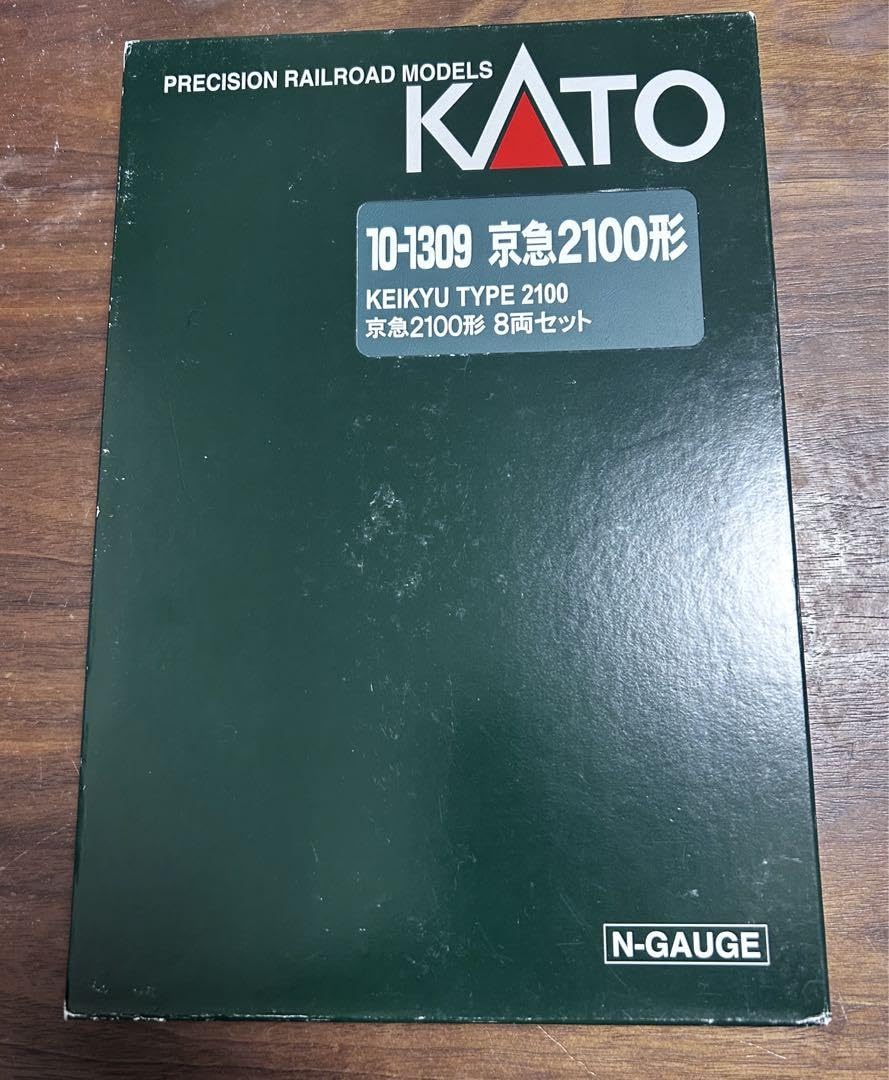 PRECISION RAILROAD MODELS
KATO
10-1309 京急2100形
KEIKYU TYPE 2100
京急2100形 8両セット
N-GAUGE